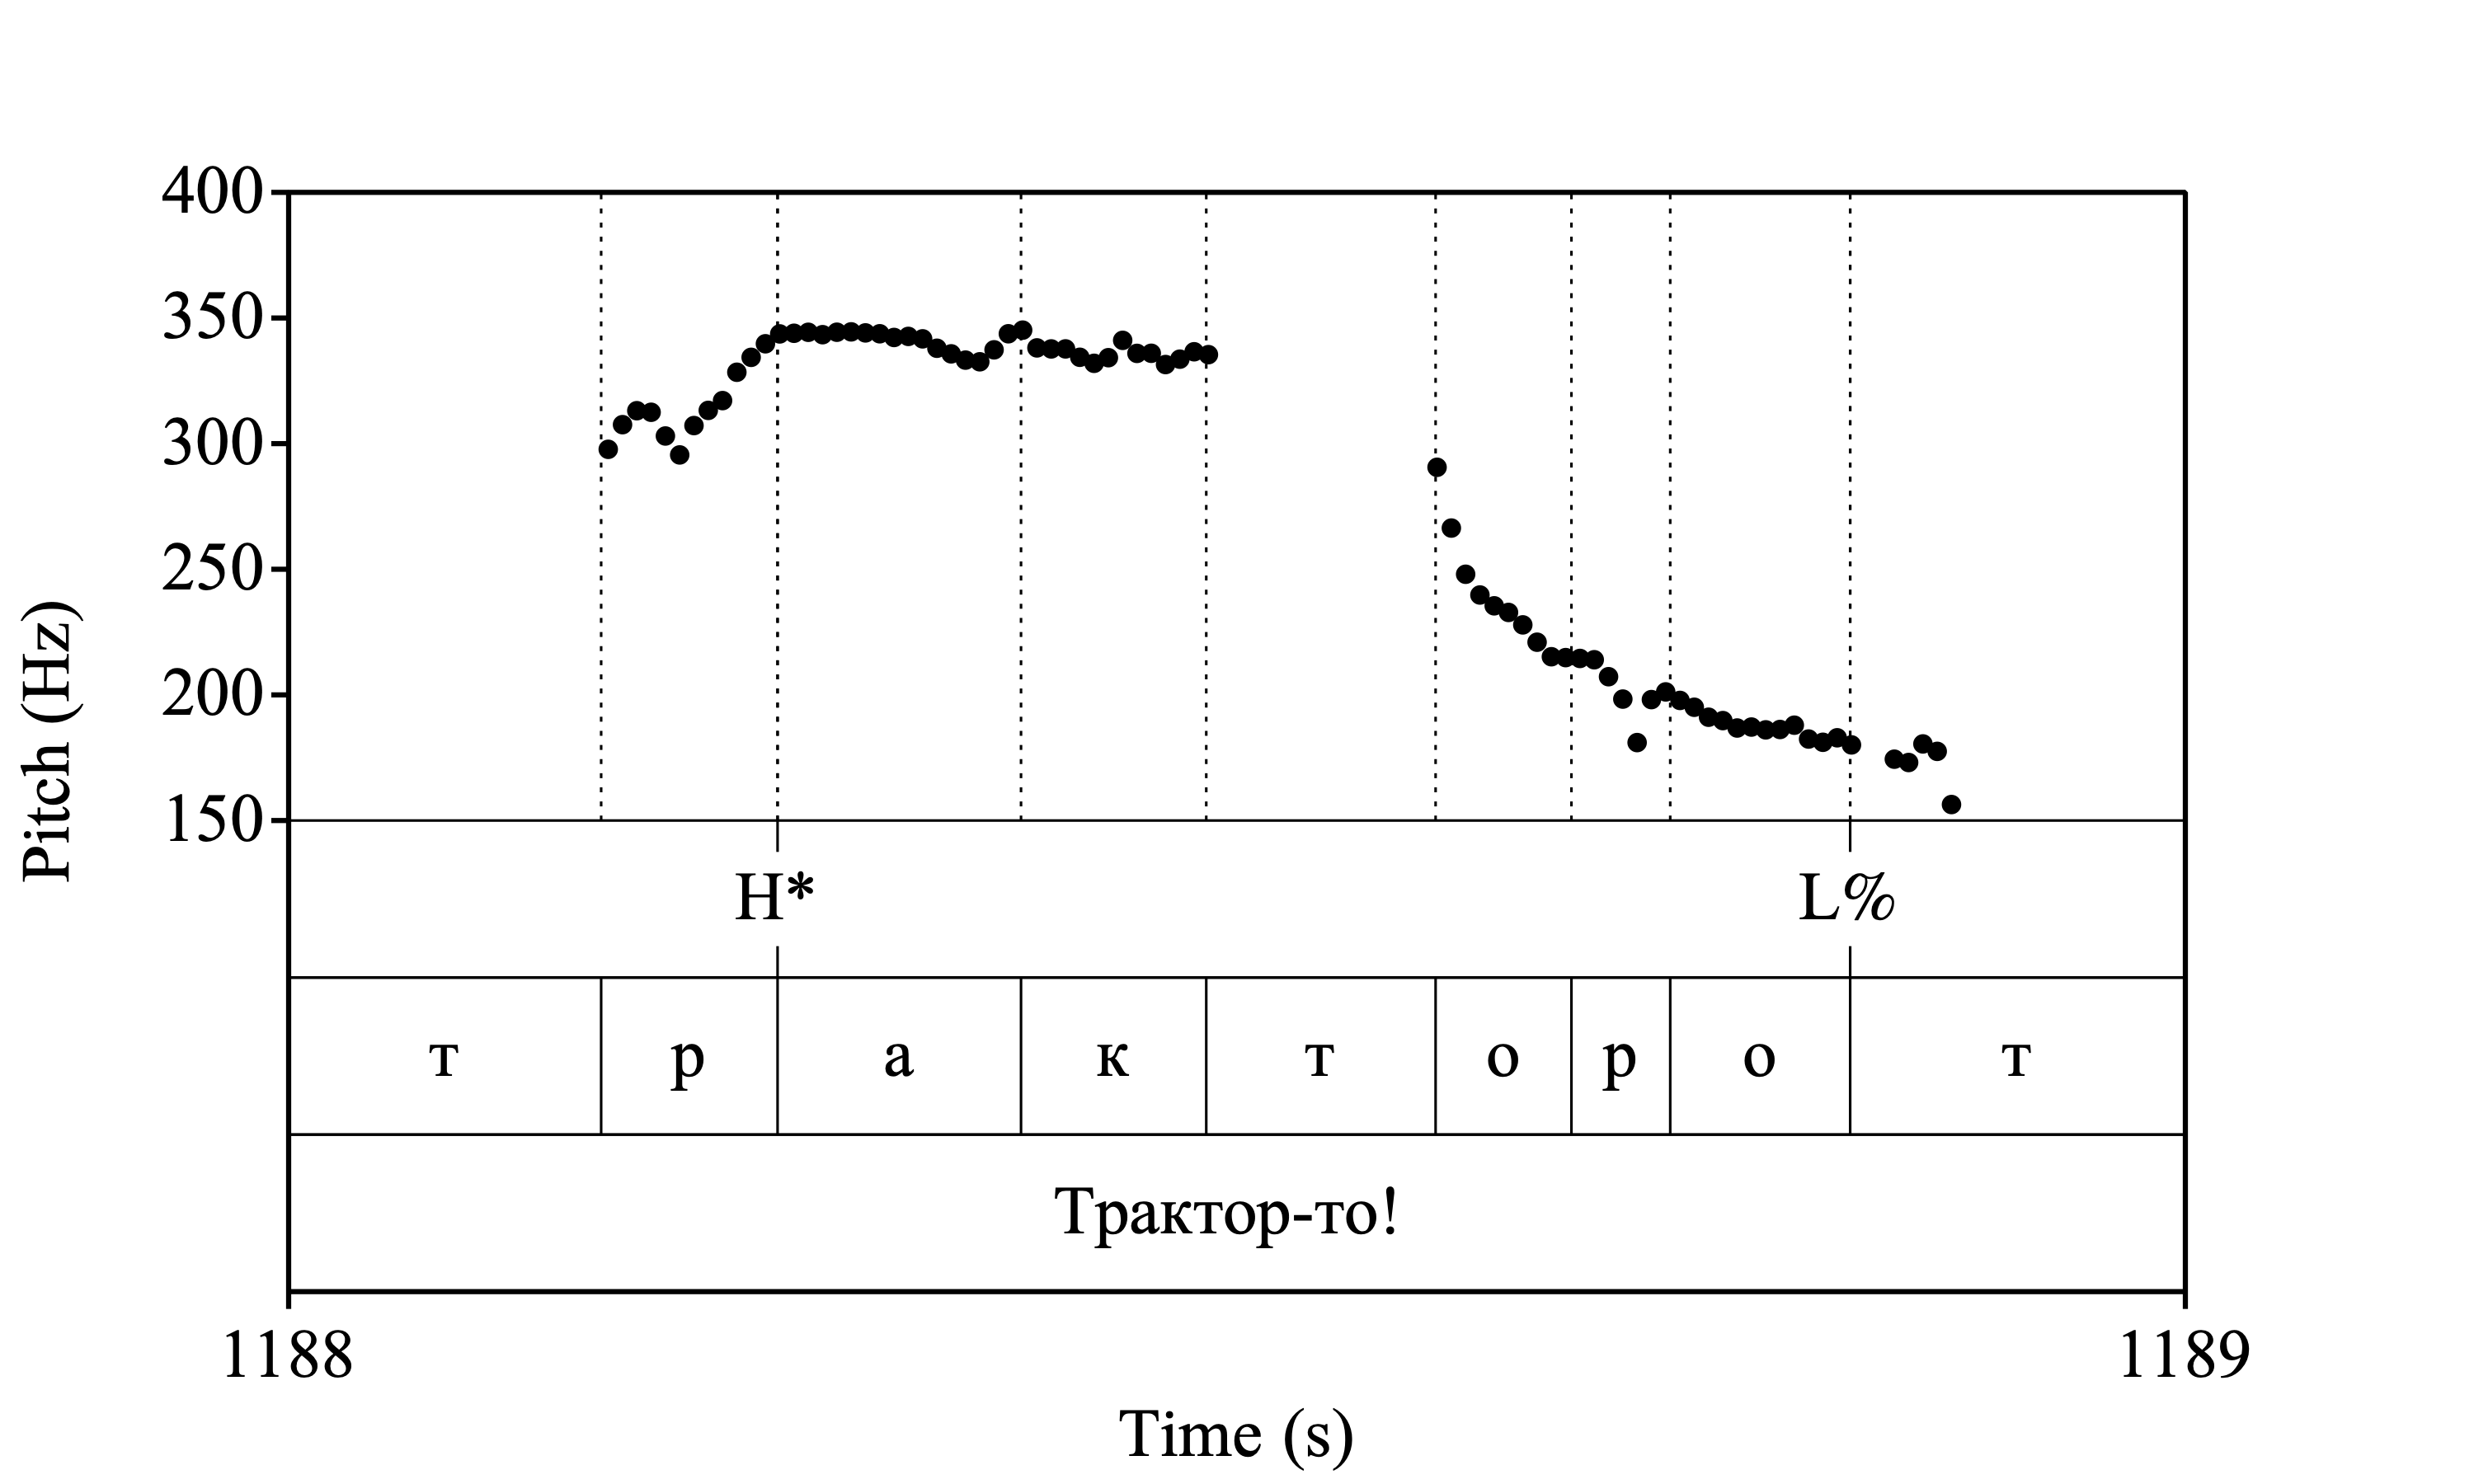 400
350
300
250
200
150
Pitch (Hz)
H* L%
т р а к т о р о т
Трактор-то!
1188 1189
Time (s)